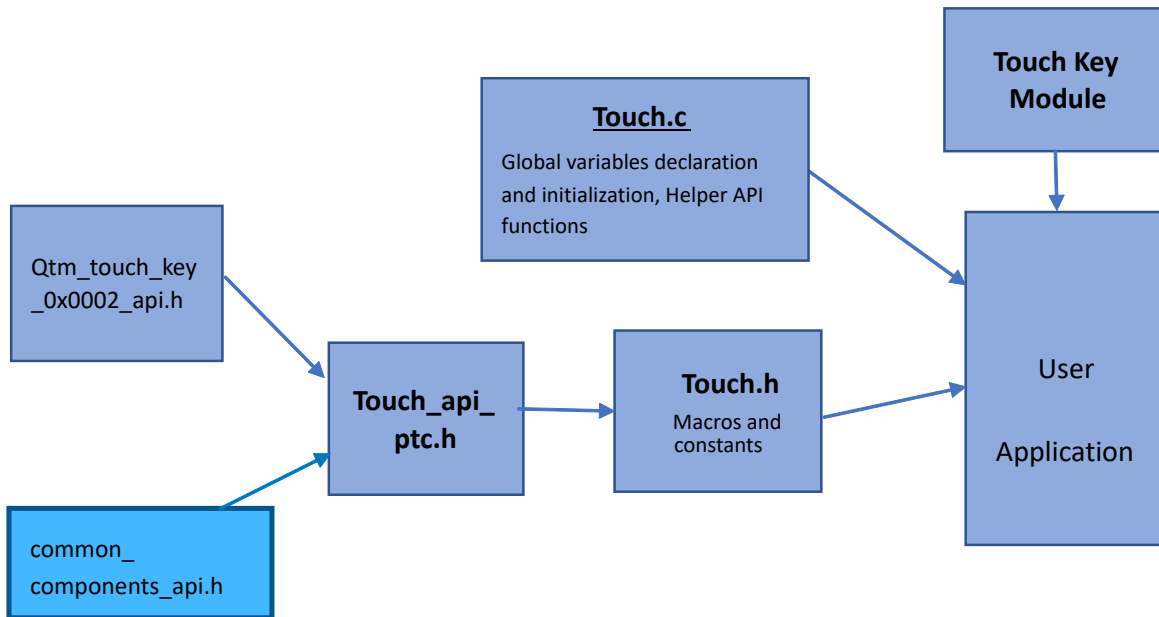 Touch Key
Module
Touch.c
Global variables declaration
and initialization, Helper API
functions
Qtm_touch_key
_0x0002_api.h
Touch_api_
ptc.h
Touch.h
Macros and
constants
User
Application
common_
components_api.h